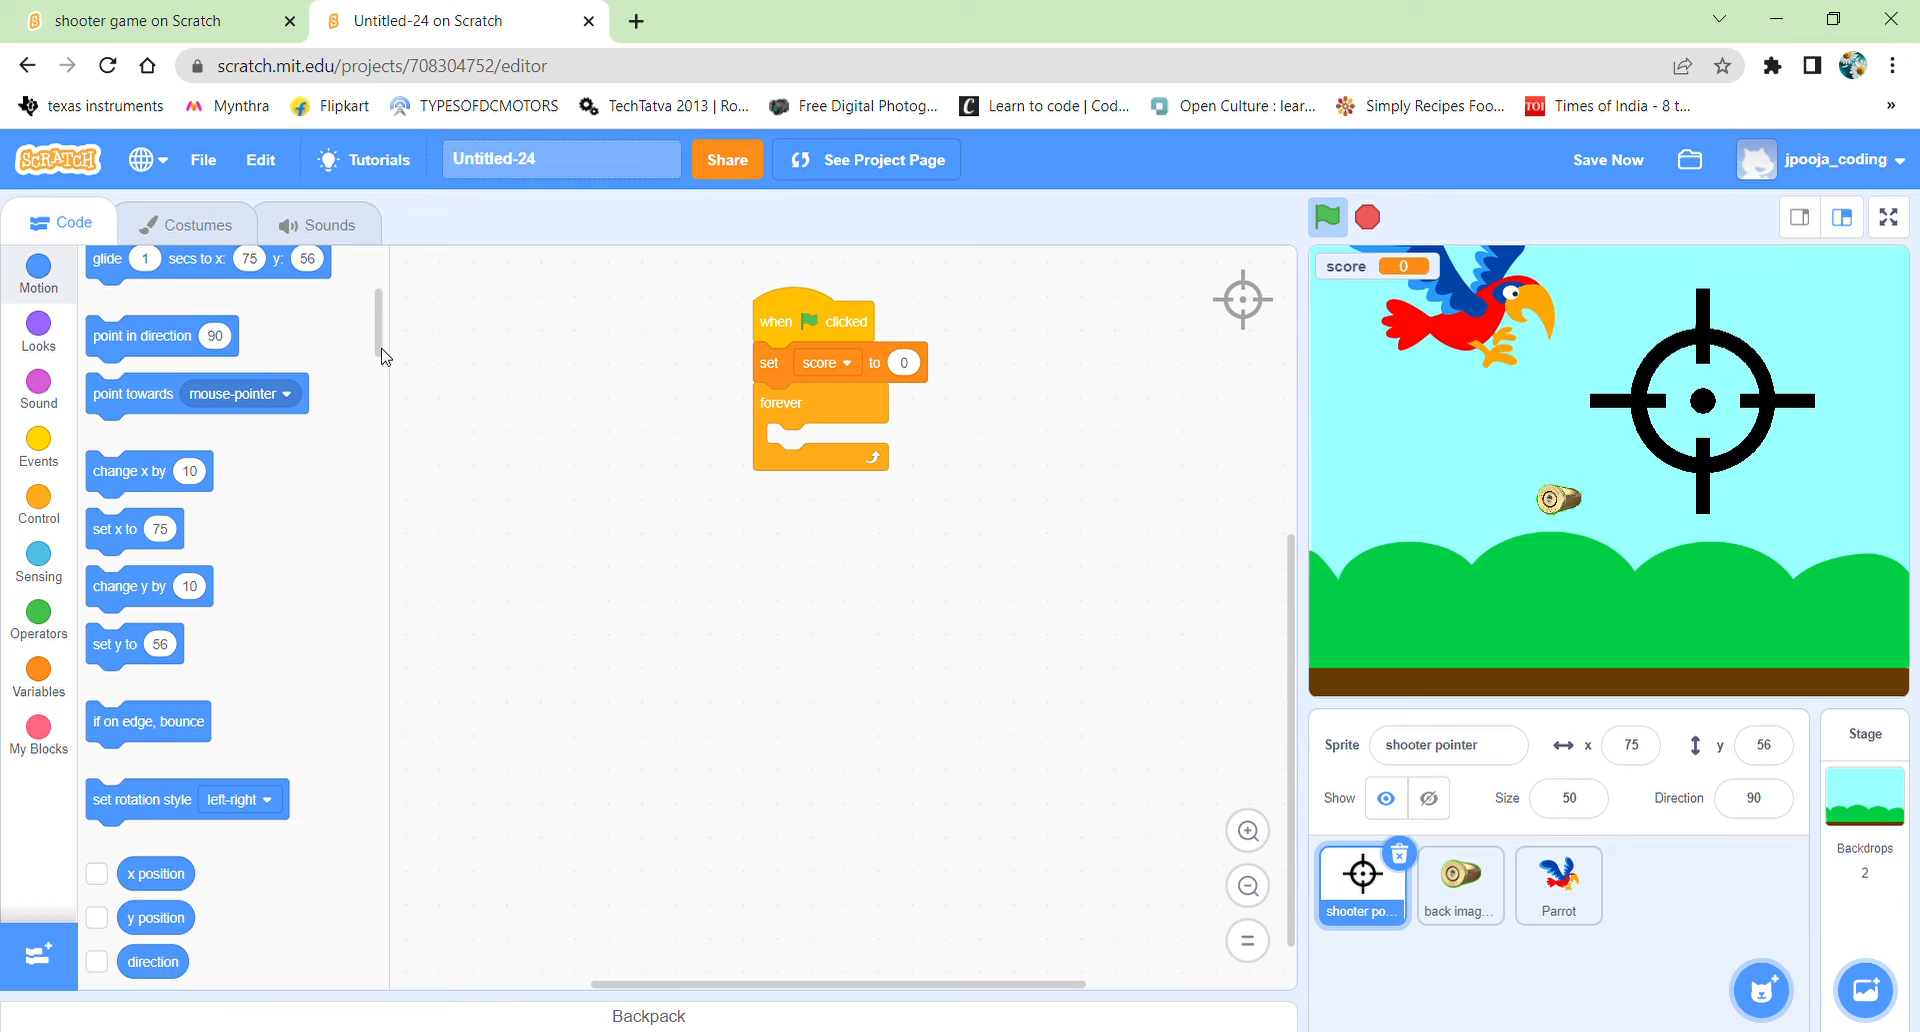 shooter game on Scratch
Untitled-24 on Scratch
scratch.mit.edu/projects/708304752/editor
texas instruments
Mynthra
Flipkart
TYPESOFDCMOTORS
TechTatva 2013 | Ro...
Free Digital Photog...
Learn to code | Cod...
Open Culture : lear...
Simply Recipes Foo...
TOI Times of India - 8 t...
»
SCRATCH
File
Edit
Tutorials
Untitled-24
Share
See Project Page
Save Now
jpooja_coding
Code
Costumes
Sounds
Motion
Looks
Sound
Events
Control
Sensing
Operators
Variables
My Blocks
glide 1 secs to x: 75 y: 56
point in direction 90
point towards mouse-pointer
change x by 10
set x to 75
change y by 10
set y to 56
if on edge, bounce
set rotation style left-right
x position
y position
direction
when clicked
set score to 0
forever
score 0
Sprite shooter pointer x 75 y 56
Show Size 50 Direction 90
shooter po...
back imag...
Parrot
Stage
Backdrops
2
Backpack